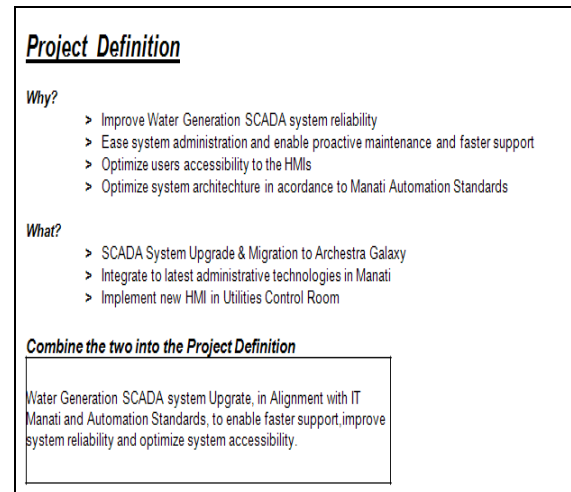 Project Definition
Why?
> Improve Water Generation SCADA system reliability
> Ease system administration and enable proactive maintenance and faster support
> Optimize users accessibility to the HMIs
> Optimize system architechture in acordance to Manati Automation Standards
What?
> SCADA System Upgrade & Migration to Archestra Galaxy
> Integrate to latest administrative technologies in Manati
> Implement new HMI in Utilities Control Room
Combine the two into the Project Definition
Water Generation SCADA system Upgrate, in Alignment with IT
Manati and Automation Standards, to enable faster support,improve
system reliability and optimize system accessibility.